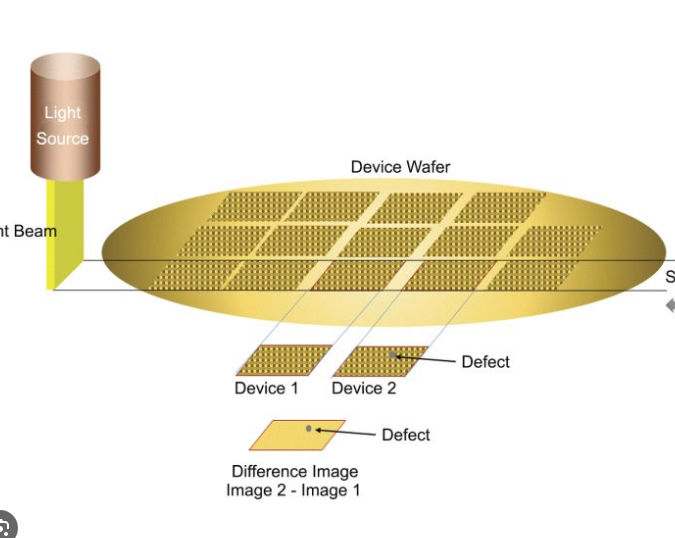 Light
Source
Device Wafer
nt Beam
S
Defect
Device 1
Device 2
Defect
Difference Image
Image 2 - Image 1